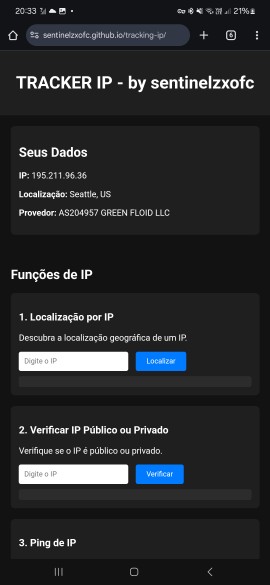 20:33
21%
sentinelzxofc.github.io/tracking-ip/
6
TRACKER IP - by sentinelzxofc
Seus Dados
IP: 195.211.96.36
Localização: Seattle, US
Provedor: AS204957 GREEN FLOID LLC
Funções de IP
1. Localização por IP
Descubra a localização geográfica de um IP.
Digite o IP
Localizar
2. Verificar IP Público ou Privado
Verifique se o IP é público ou privado.
Digite o IP
Verificar
3. Ping de IP